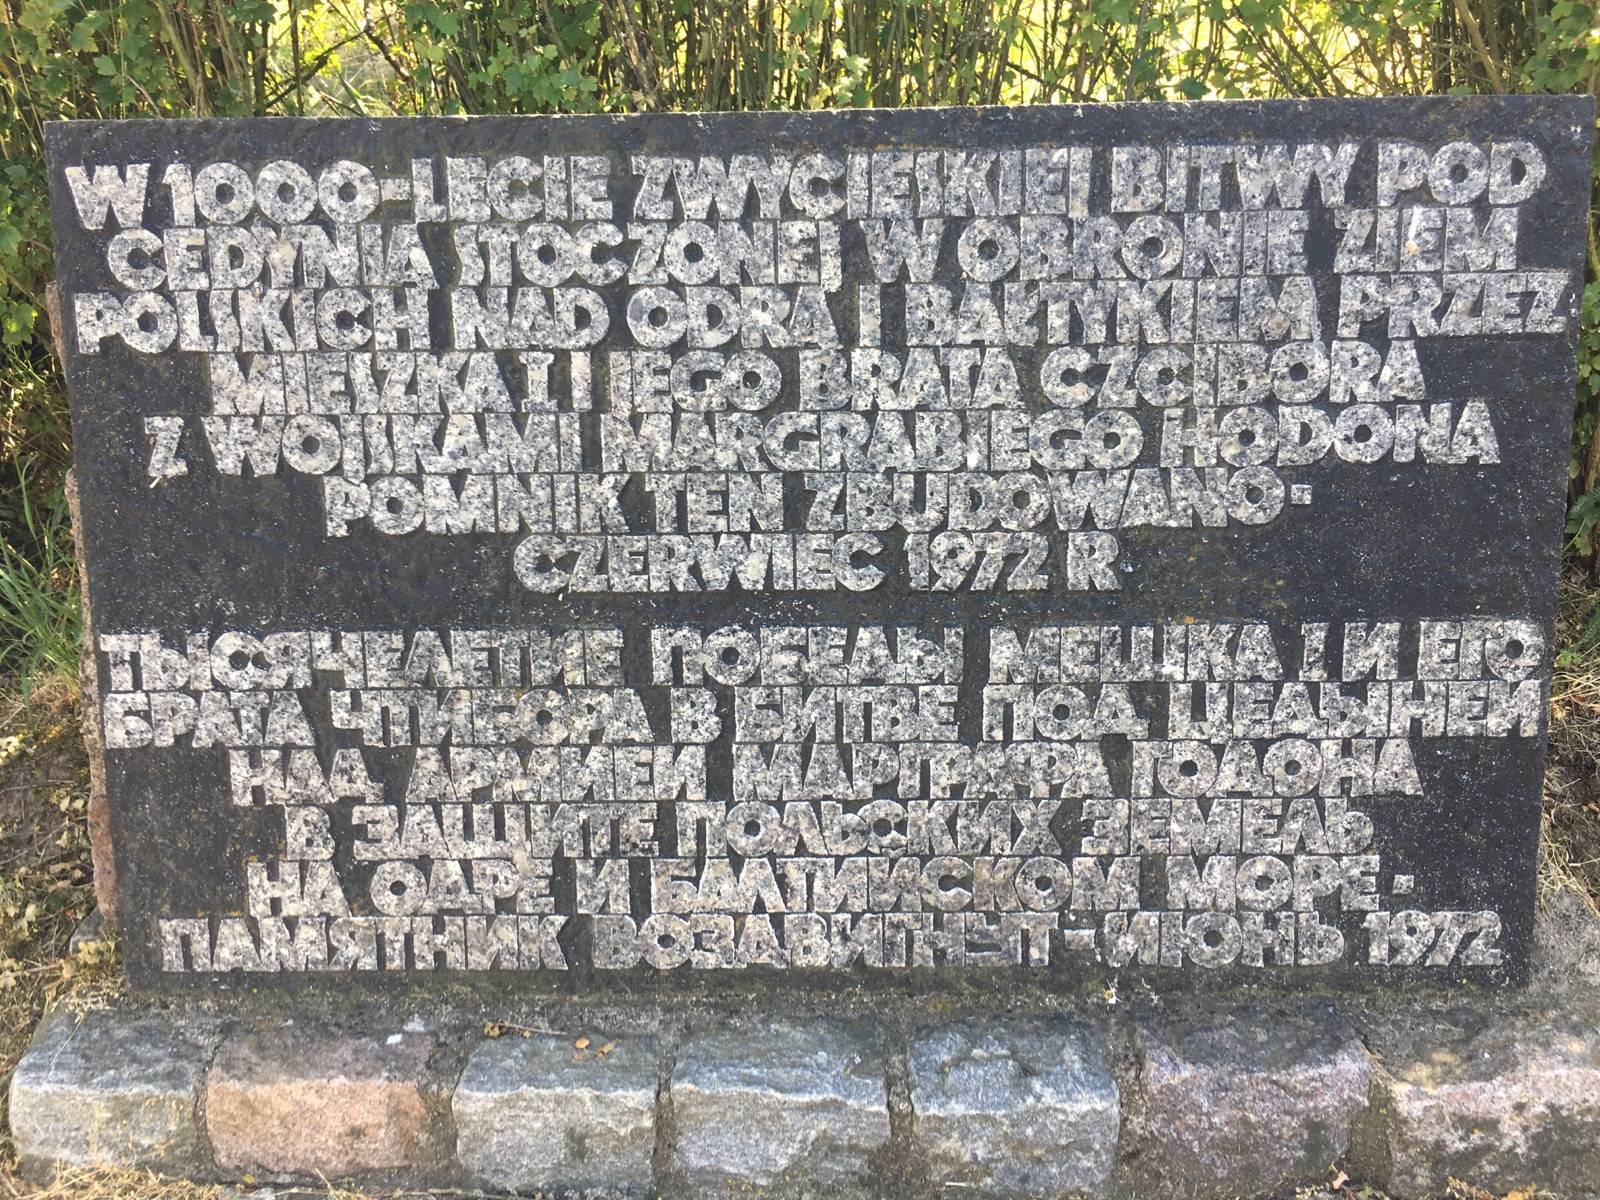 W 1000-LECIE ZWYCIĘSKIEJ BITWY POD
CEDYNIĄ STOCZONEJ W OBRONIE ZIEM
POLSKICH NAD ODRĄ I BAŁTYKIEM PRZEZ
MIESZKA I I JEGO BRATA CZCIBORA
Z WOJSKAMI MARGRABIEGO HODONA
POMNIK TEN ZBUDOWANO-
CZERWIEC 1972 R
ТЫСЯЧЕЛЕТИЕ ПОБЕДЫ МЕШКА I И ЕГО
БРАТА ЧТИБОРА В БИТВЕ ПОД ЦЕДЫНЕЙ
НАД АРМИЕЙ МАРГРАФА ГОДОНА
В ЗАЩИТЕ ПОЛЬСКИХ ЗЕМЕЛЬ
НА ОДРЕ И БАЛТИЙСКОМ МОРЕ-
ПАМЯТНИК ВОЗДВИГНУТ-ИЮНЬ 1972